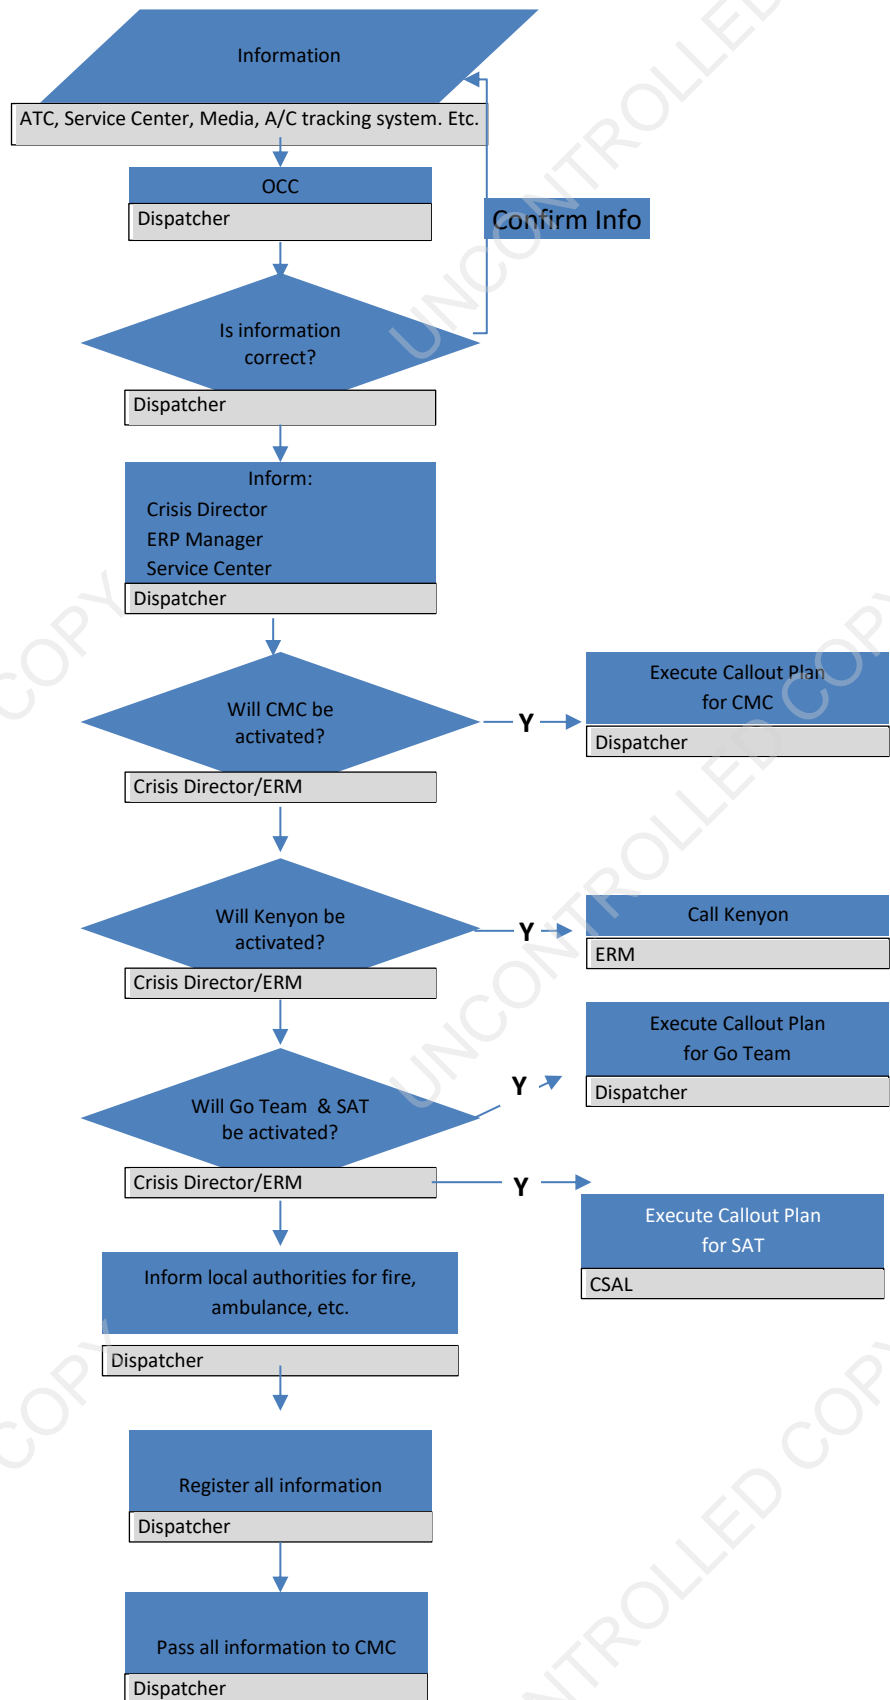 Information
ATC, Service Center, Media, A/C tracking system. Etc.
OCC
Dispatcher
Confirm Info
Is information
correct?
Dispatcher
Inform:
Crisis Director
ERP Manager
Service Center
Dispatcher
Will CMC be
activated?
Crisis Director/ERM
Y
Execute Callout Plan
for CMC
Dispatcher
Will Kenyon be
activated?
Crisis Director/ERM
Y
Call Kenyon
ERM
Will Go Team & SAT
be activated?
Crisis Director/ERM
Y
Execute Callout Plan
for Go Team
Dispatcher
Y
Execute Callout Plan
for SAT
CSAL
Inform local authorities for fire,
ambulance, etc.
Dispatcher
Register all information
Dispatcher
Pass all information to CMC
Dispatcher
UNCONTROLLED
COPY
UNCONTROLLED COPY
COPY
NTROLLED COPY